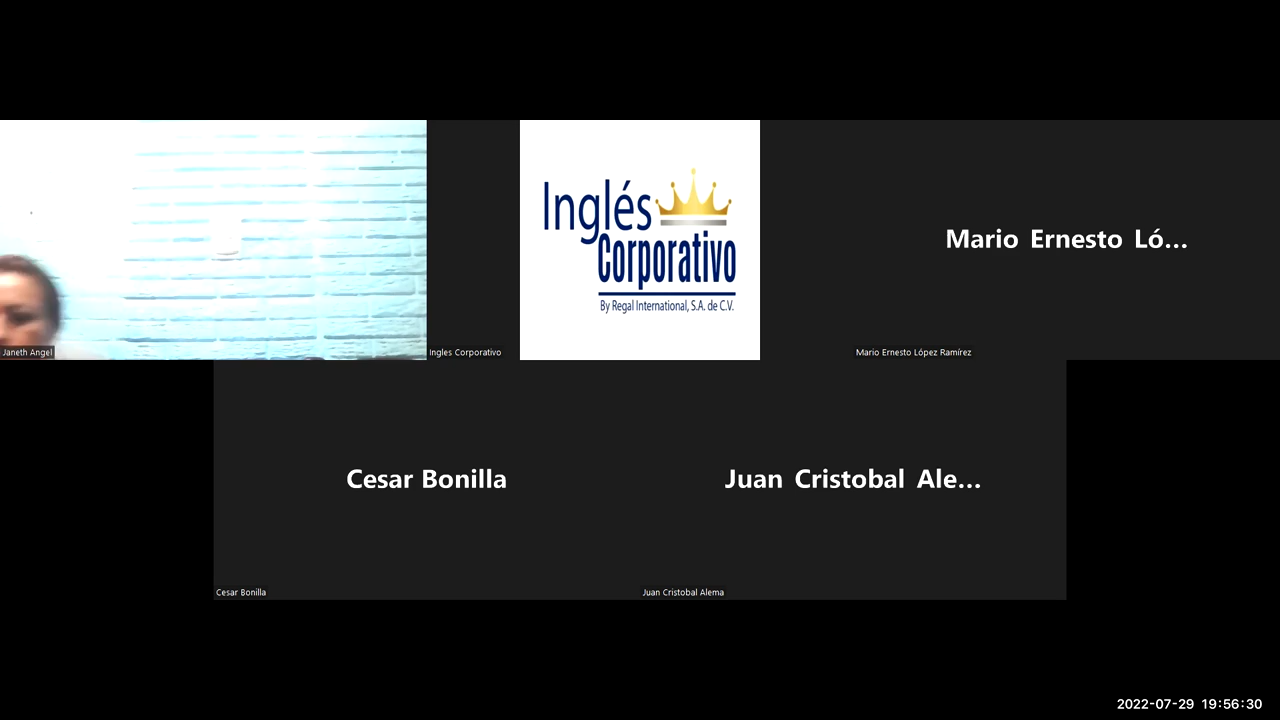 Inglés
Corporativo
By Regal International, S.A. de C.V.
Mario Ernesto Ló...
Janeth Angel
Ingles Corporativo
Mario Ernesto López Ramírez
Cesar Bonilla
Juan Cristobal Ale...
Cesar Bonilla
Juan Cristobal Alema
2022-07-29 19:56:30